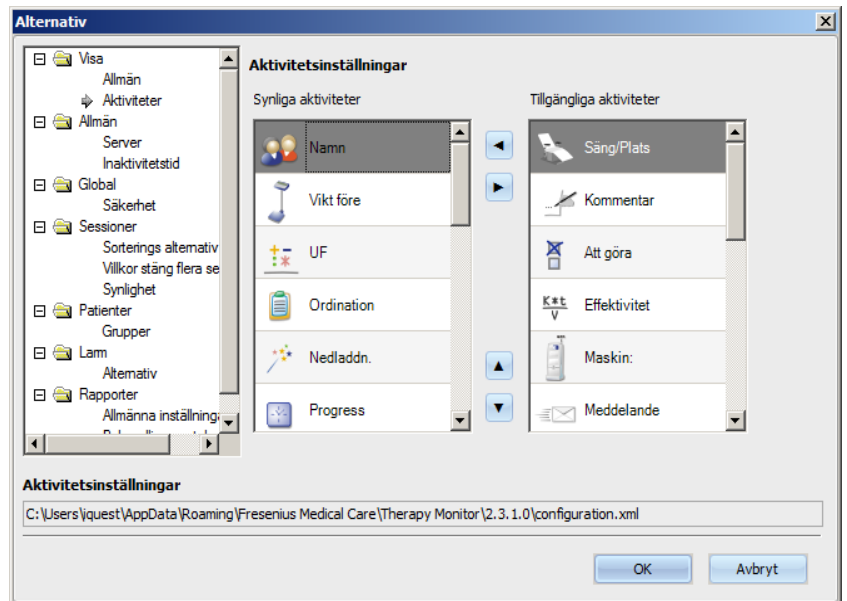 Alternativ
Visa
Allmän
Aktiviteter
Allmän
Server
Inaktivitetstid
Global
Säkerhet
Sessioner
Sorterings alternativ
Villkor stäng flera se
Synlighet
Patienter
Grupper
Larm
Alternativ
Rapporter
Allmänna inställninga
Aktivitetsinställningar
Synliga aktiviteter
Namn
Vikt före
UF
Ordination
Nedladdn.
Progress
Tillgängliga aktiviteter
Säng/Plats
Kommentar
Att göra
K*t
V
Effektivitet
Maskin:
Meddelande
Aktivitetsinställningar
C:\Users\iquest\AppData\Roaming\Fresenius Medical Care\Therapy Monitor\2.3.1.0\configuration.xml
OK
Avbryt